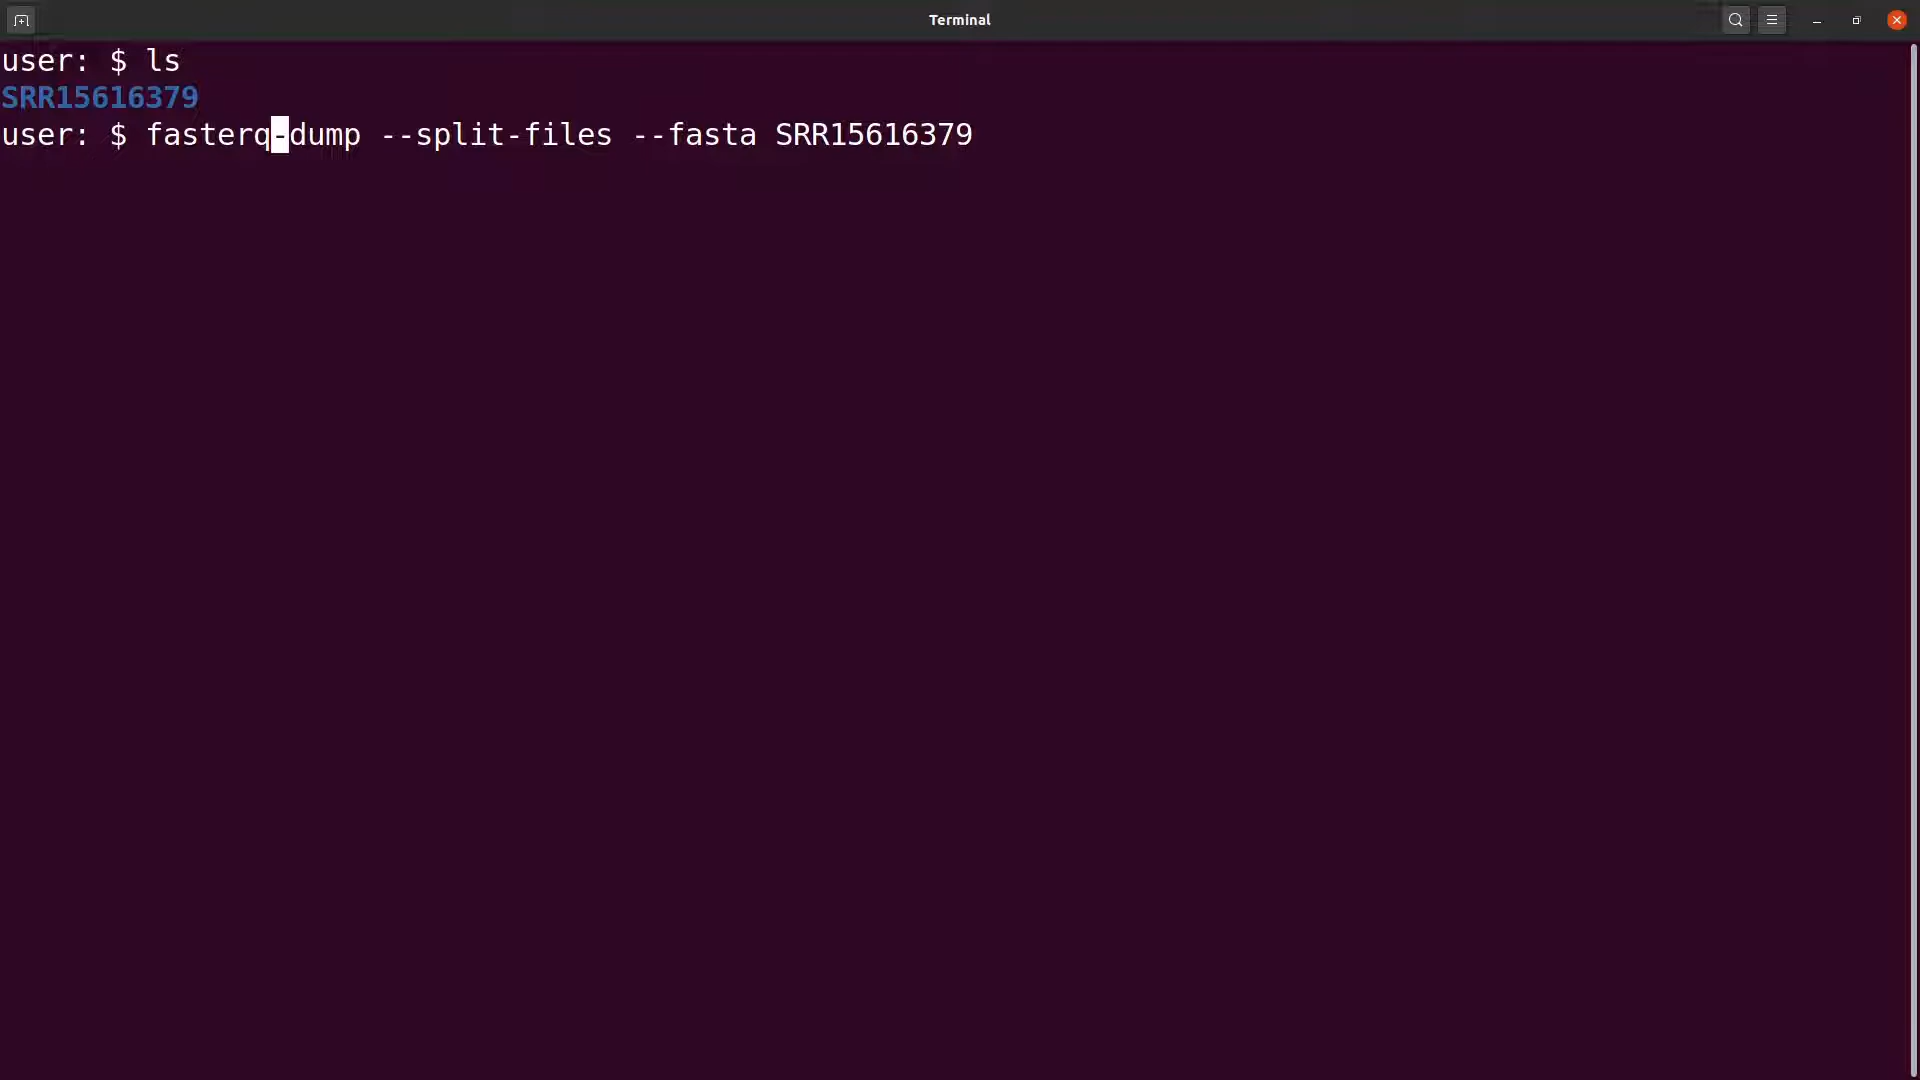 Terminal
user: $ ls
SRR15616379
user: $ fasterq-dump --split-files --fasta SRR15616379